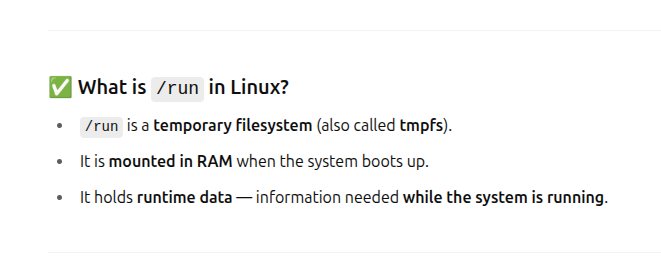 ✅ What is /run in Linux?
• /run is a temporary filesystem (also called tmpfs).
• It is mounted in RAM when the system boots up.
• It holds runtime data — information needed while the system is running.